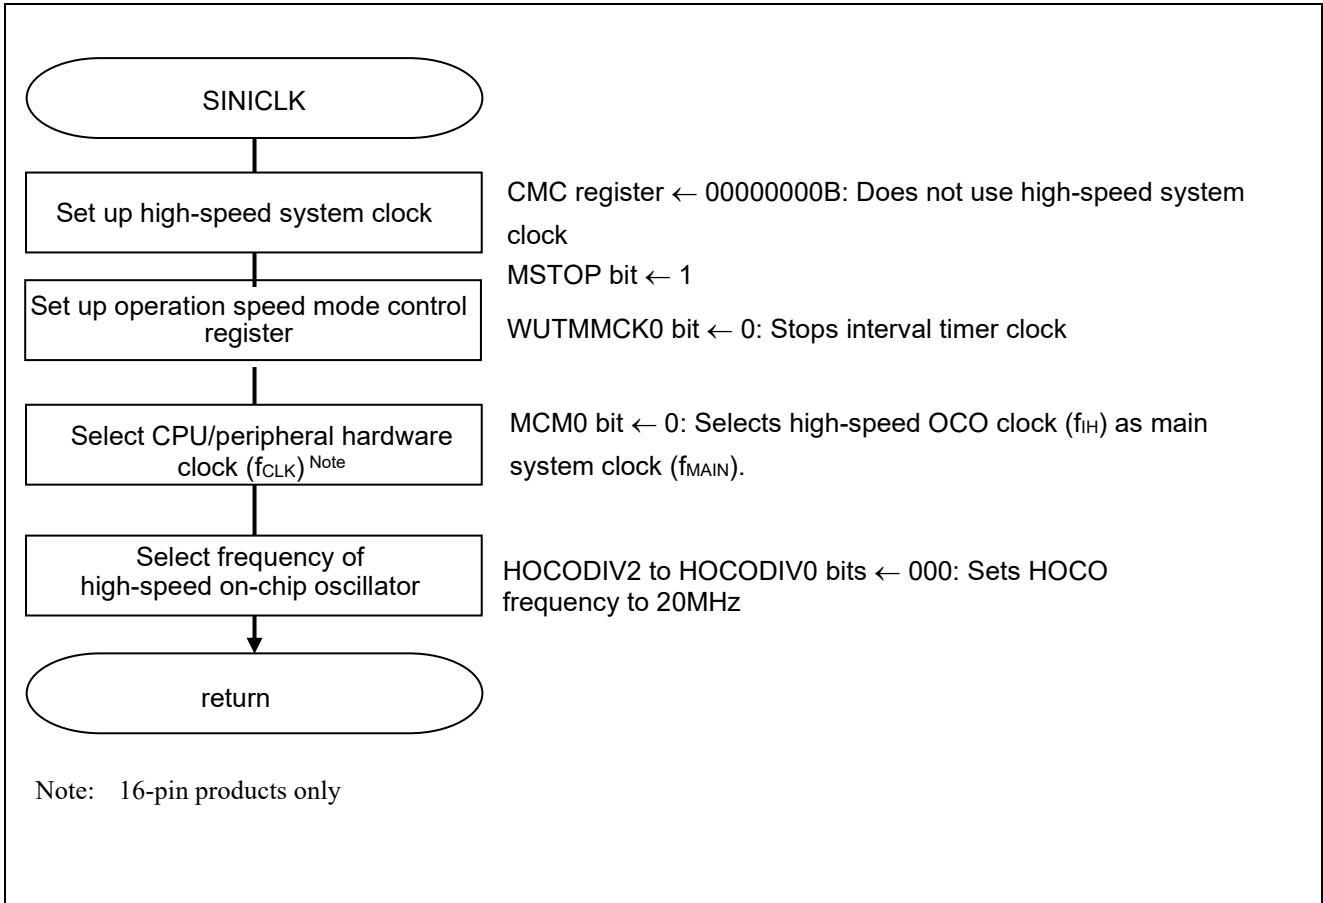 SINICLK
Set up high-speed system clock
CMC register ← 00000000B: Does not use high-speed system
clock
MSTOP bit ← 1
Set up operation speed mode control
register
WUTMMCK0 bit ← 0: Stops interval timer clock
Select CPU/peripheral hardware
clock (fCLK) Note
MCM0 bit ← 0: Selects high-speed OCO clock (fIH) as main
system clock (fMAIN).
Select frequency of
high-speed on-chip oscillator
HOCODIV2 to HOCODIV0 bits ← 000: Sets HOCO
frequency to 20MHz
return
Note: 16-pin products only